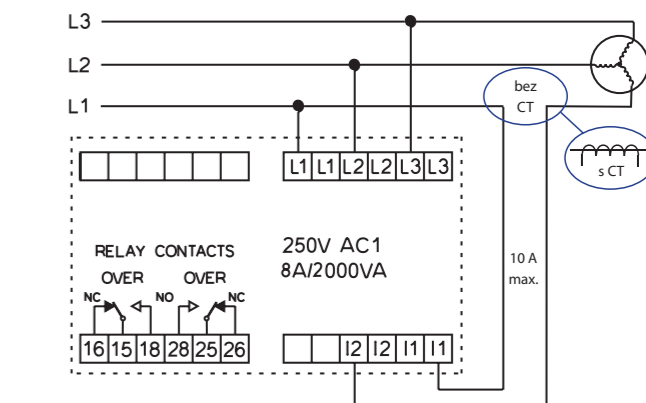 L3
L2
L1
bez
CT
s CT
L1 L1 L2 L2 L3 L3
RELAY CONTACTS
OVER OVER
NC NO NC
250V AC1
8A/2000VA
10 A
max.
16 15 18 28 25 26
I2 I2 I1 I1